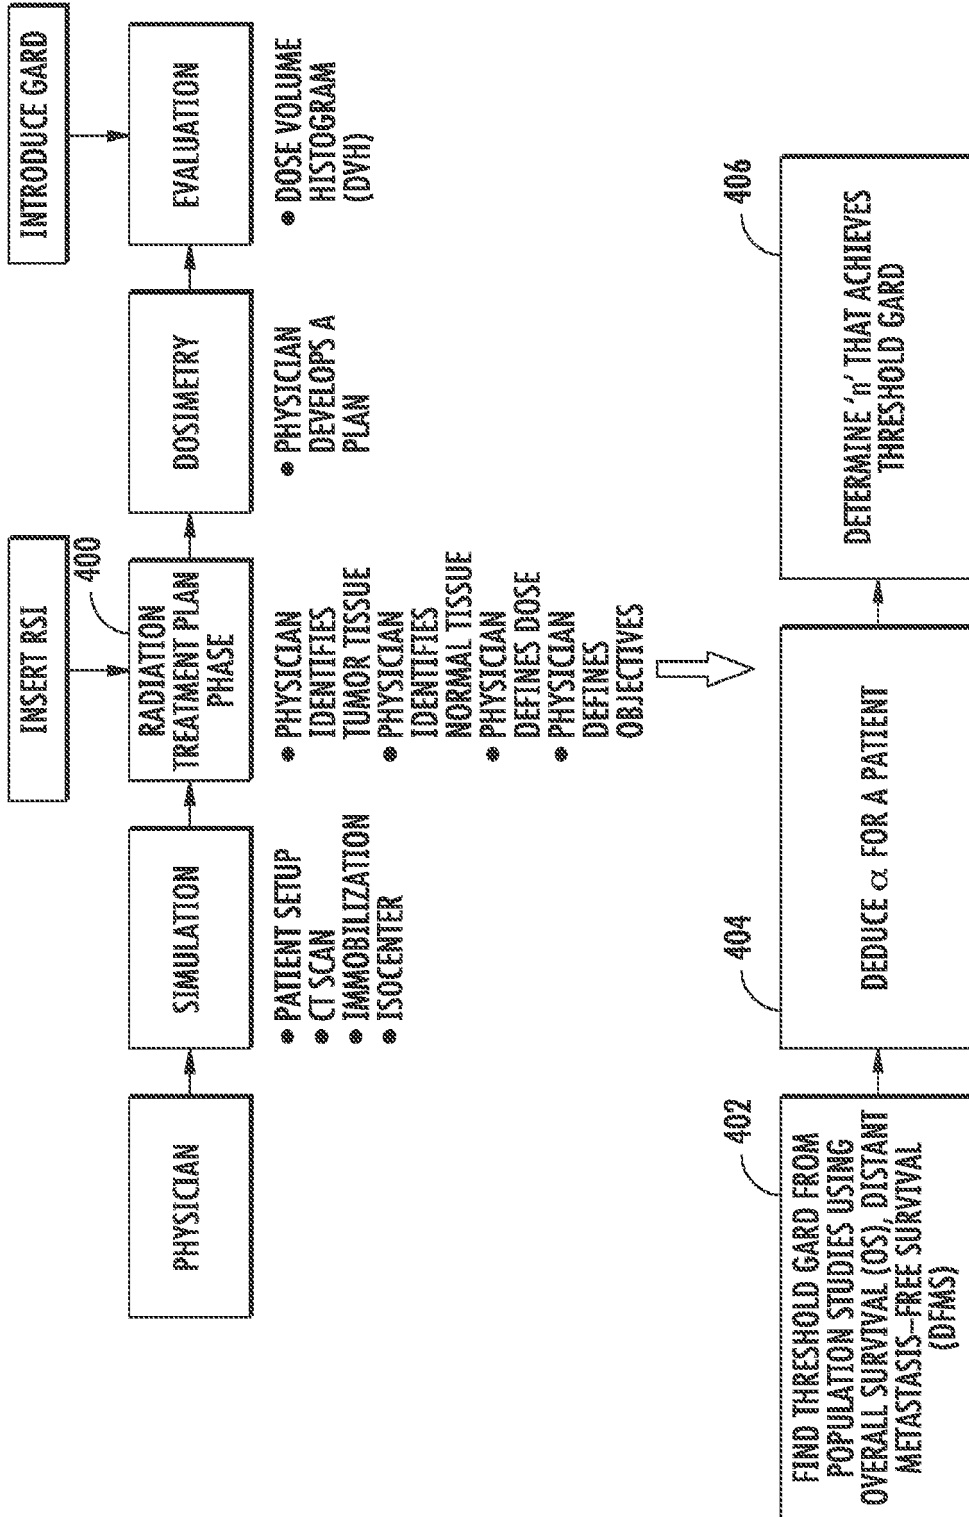 INSERT RSI
INTRODUCE GARD
PHYSICIAN
SIMULATION
• PATIENT SETUP
• CT SCAN
• IMMOBILIZATION
• ISOCENTER
400
RADIATION
TREATMENT PLAN
PHASE
• PHYSICIAN
IDENTIFIES
TUMOR TISSUE
• PHYSICIAN
IDENTIFIES
NORMAL TISSUE
• PHYSICIAN
DEFINES DOSE
• PHYSICIAN
DEFINES
OBJECTIVES
DOSIMETRY
• PHYSICIAN
DEVELOPS A
PLAN
EVALUATION
• DOSE VOLUME
HISTOGRAM
(DVH)
402
FIND THRESHOLD GARD FROM
POPULATION STUDIES USING
OVERALL SURVIVAL (OS), DISTANT
METASTASIS-FREE SURVIVAL
(DFMS)
404
DEDUCE α FOR A PATIENT
406
DETERMINE 'n' THAT ACHIEVES
THRESHOLD GARD